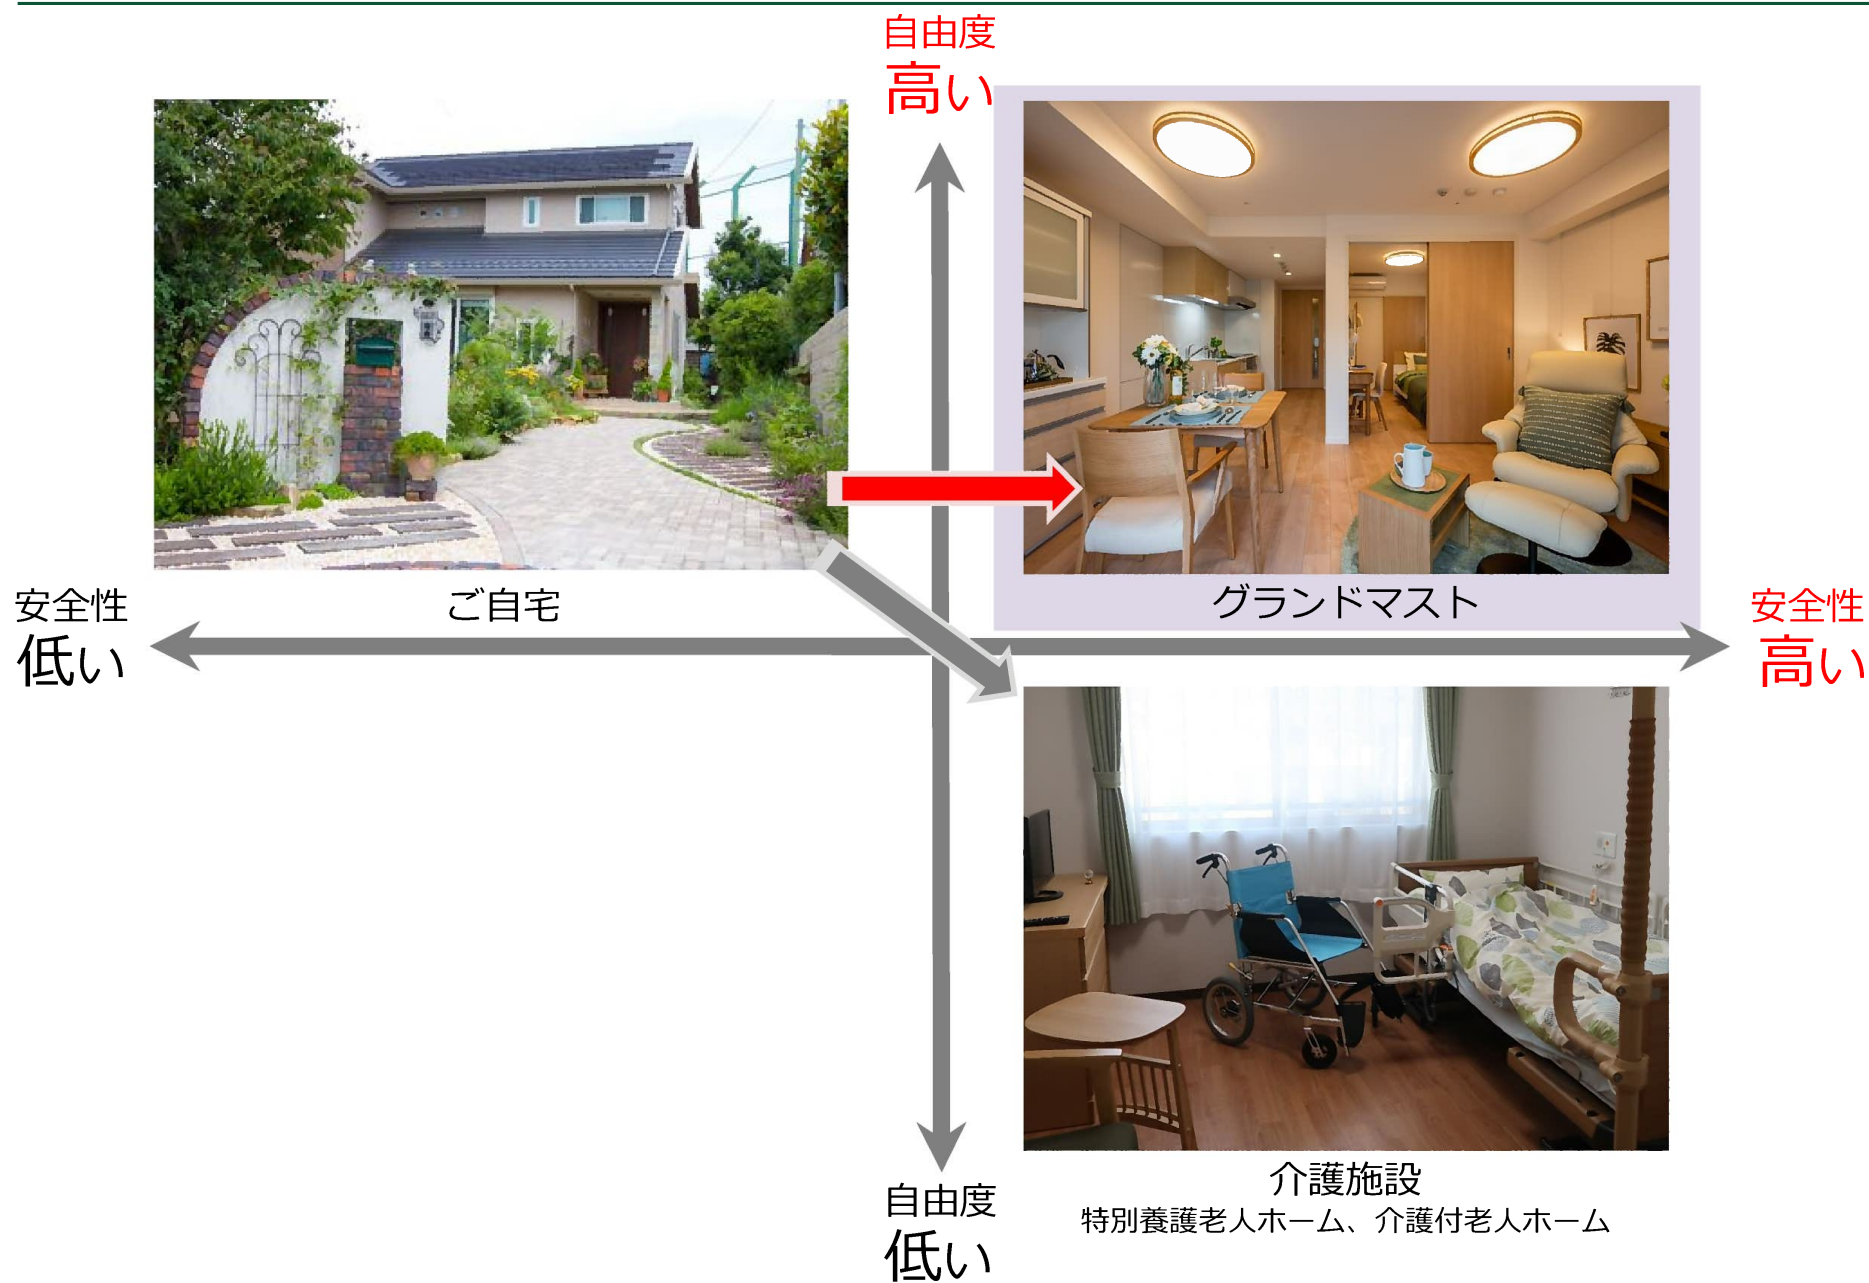 自由度
高い
安全性
低い
ご自宅
グランドマスト
安全性
高い
介護施設
特別養護老人ホーム、介護付老人ホーム
自由度
低い